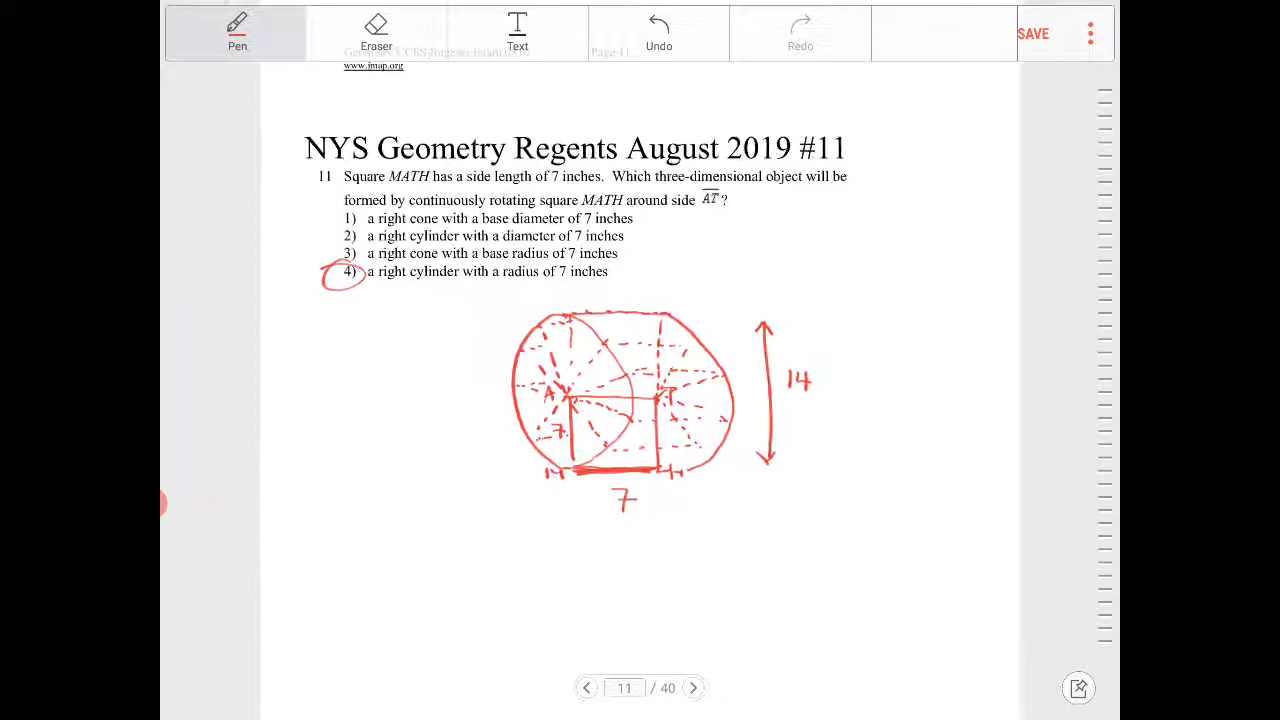 Pen
Eraser
Text
Undo
Redo
SAVE
www.jmap.org
NYS Geometry Regents August 2019 #11
11 Square MATH has a side length of 7 inches. Which three-dimensional object will be
formed by continuously rotating square MATH around side AT?
1) a right cone with a base diameter of 7 inches
2) a right cylinder with a diameter of 7 inches
3) a right cone with a base radius of 7 inches
4) a right cylinder with a radius of 7 inches
14
A T
7
M H
7
11 / 40